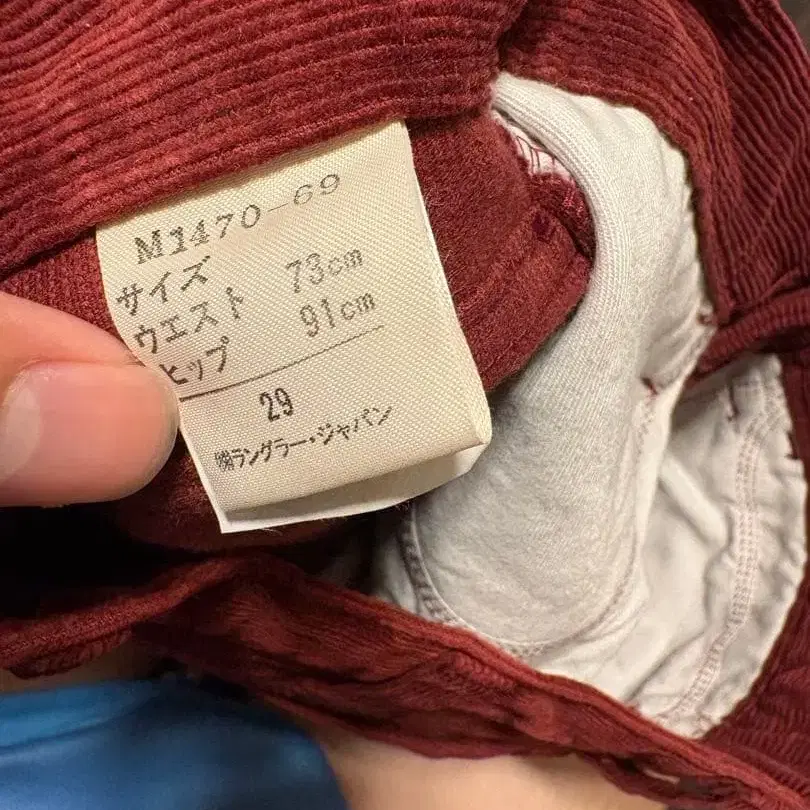 M1470-69
サイズ
ウエスト 73cm
ヒップ 91cm
29
㈱ラングラー・ジャパン